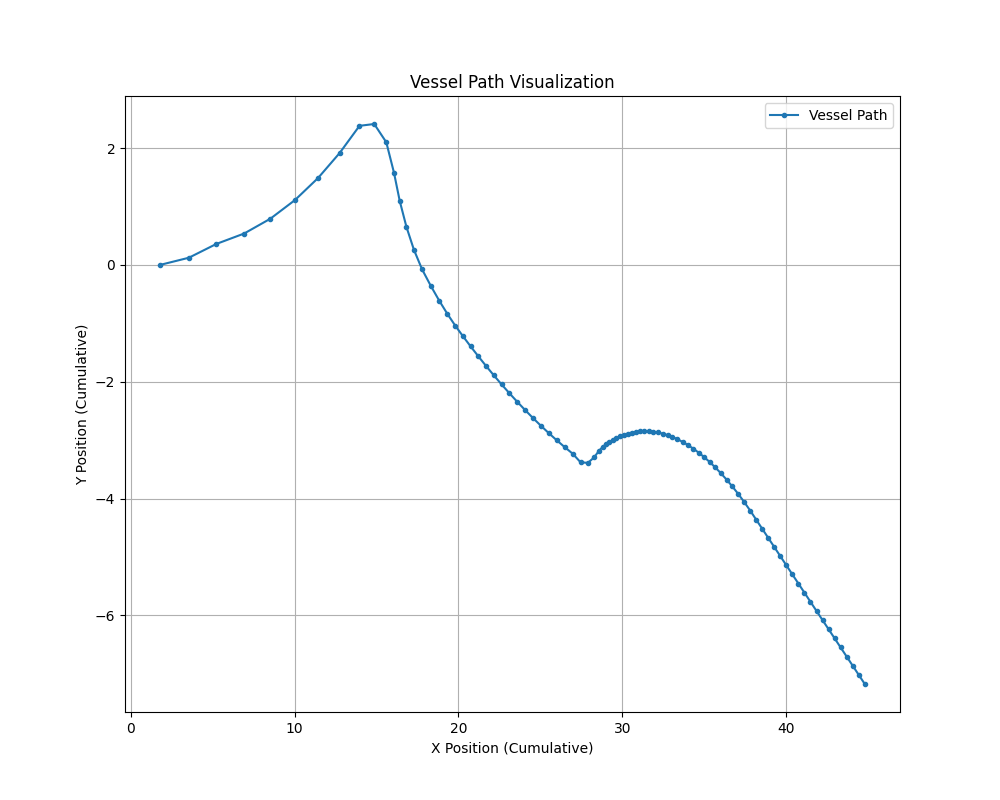 Vessel Path Visualization
Vessel Path
Y Position (Cumulative)
2
0
−2
−4
−6
0 10 20 30 40
X Position (Cumulative)